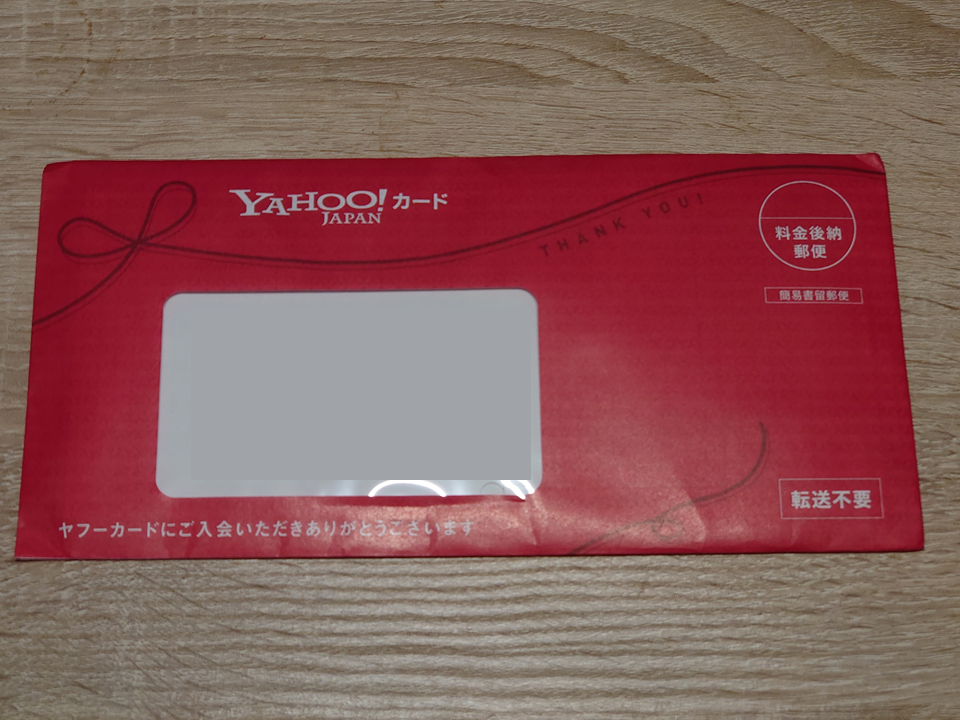 YAHOO! カード
JAPAN
THANK YOU!
料金後納
郵便
簡易書留郵便
転送不要
ヤフーカードにご入会いただきありがとうございます